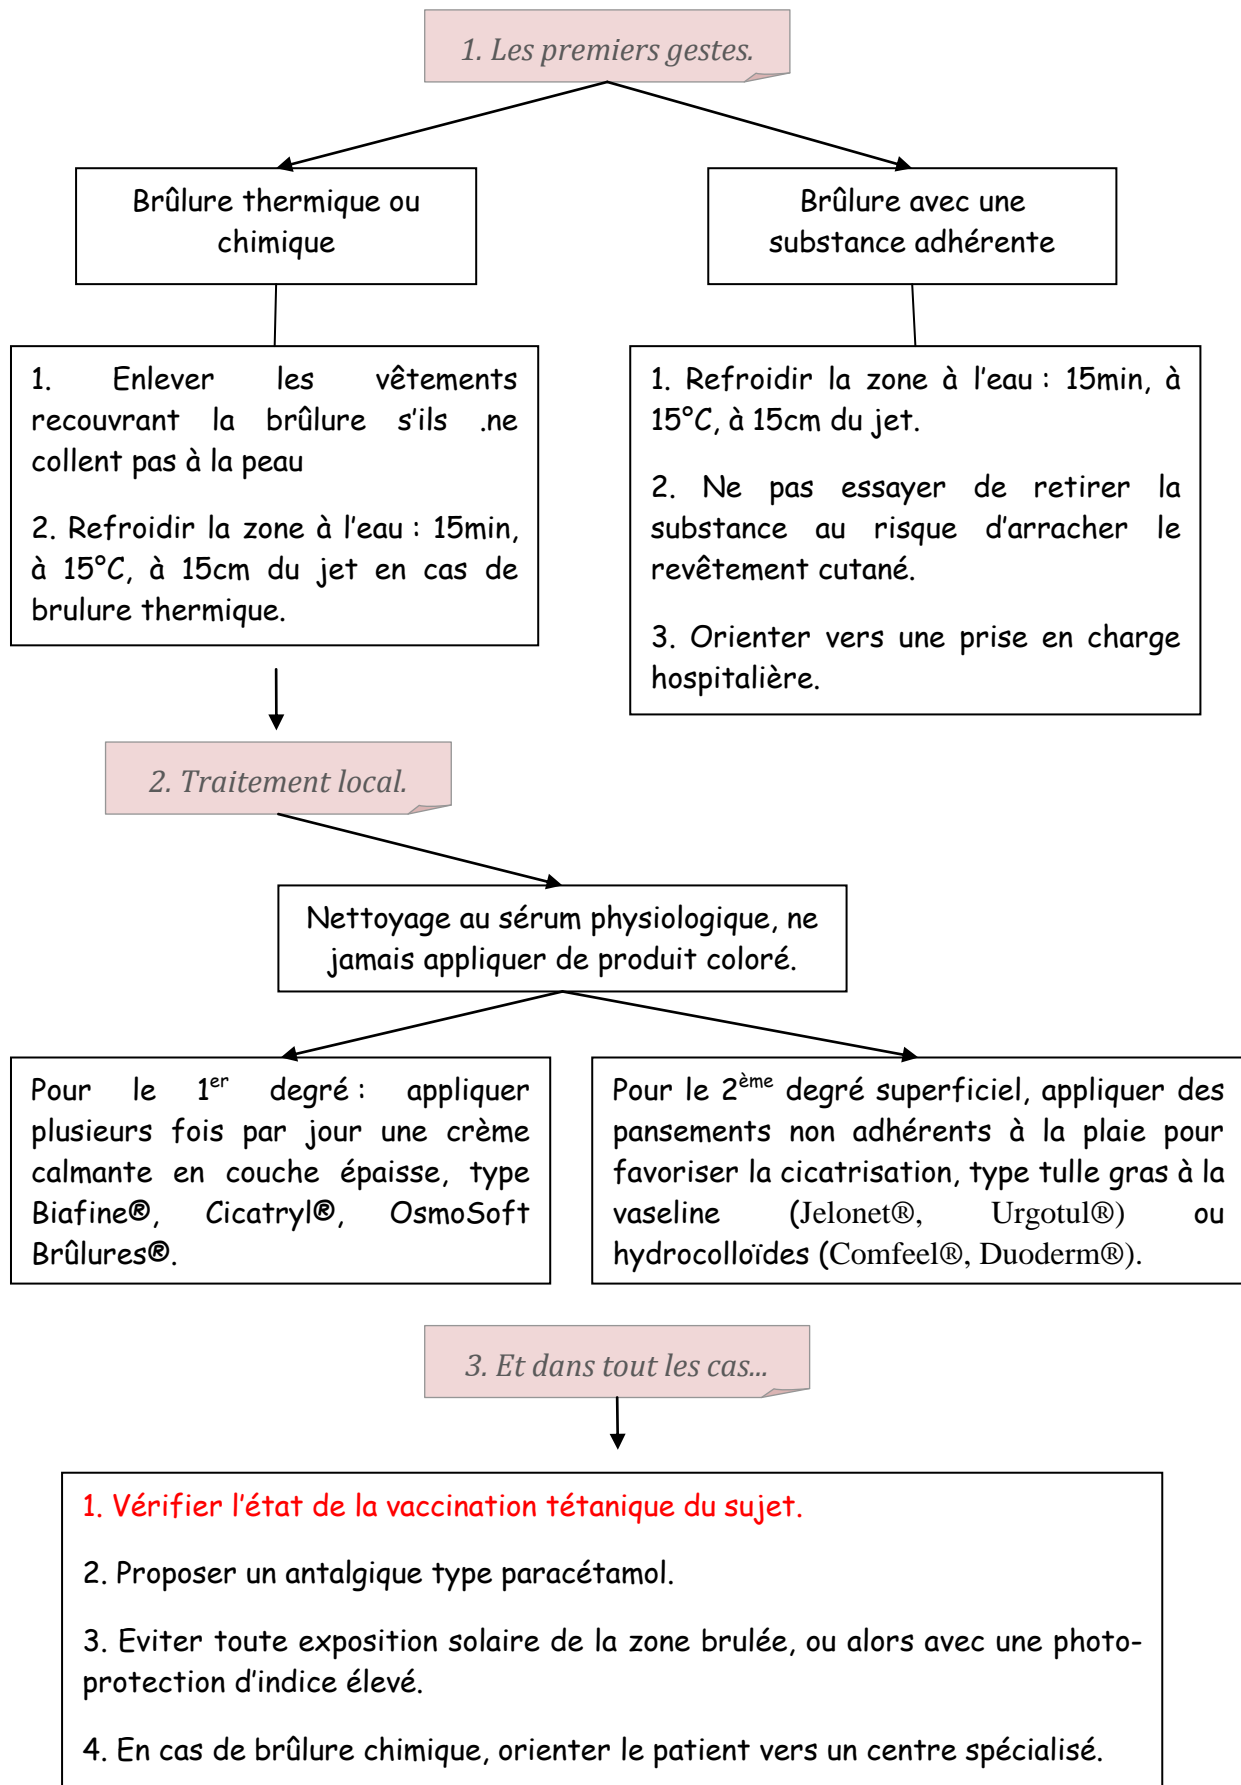 1. Les premiers gestes.
Brûlure thermique ou
chimique
Brûlure avec une
substance adhérente
1. Enlever les vêtements
recouvrant la brûlure s'ils .ne
collent pas à la peau
2. Refroidir la zone à l'eau : 15min,
à 15°C, à 15cm du jet en cas de
brulure thermique.
1. Refroidir la zone à l'eau : 15min, à
15°C, à 15cm du jet.
2. Ne pas essayer de retirer la
substance au risque d'arracher le
revêtement cutané.
3. Orienter vers une prise en charge
hospitalière.
2. Traitement local.
Nettoyage au sérum physiologique, ne
jamais appliquer de produit coloré.
Pour le 1er degré : appliquer
plusieurs fois par jour une crème
calmante en couche épaisse, type
Biafine®, Cicatryl®, OsmoSoft
Brûlures®.
Pour le 2ème degré superficiel, appliquer des
pansements non adhérents à la plaie pour
favoriser la cicatrisation, type tulle gras à la
vaseline (Jelonet®, Urgotul®) ou
hydrocolloïdes (Comfeel®, Duoderm®).
3. Et dans tout les cas...
1. Vérifier l'état de la vaccination tétanique du sujet.
2. Proposer un antalgique type paracétamol.
3. Eviter toute exposition solaire de la zone brulée, ou alors avec une photo-
protection d'indice élevé.
4. En cas de brûlure chimique, orienter le patient vers un centre spécialisé.